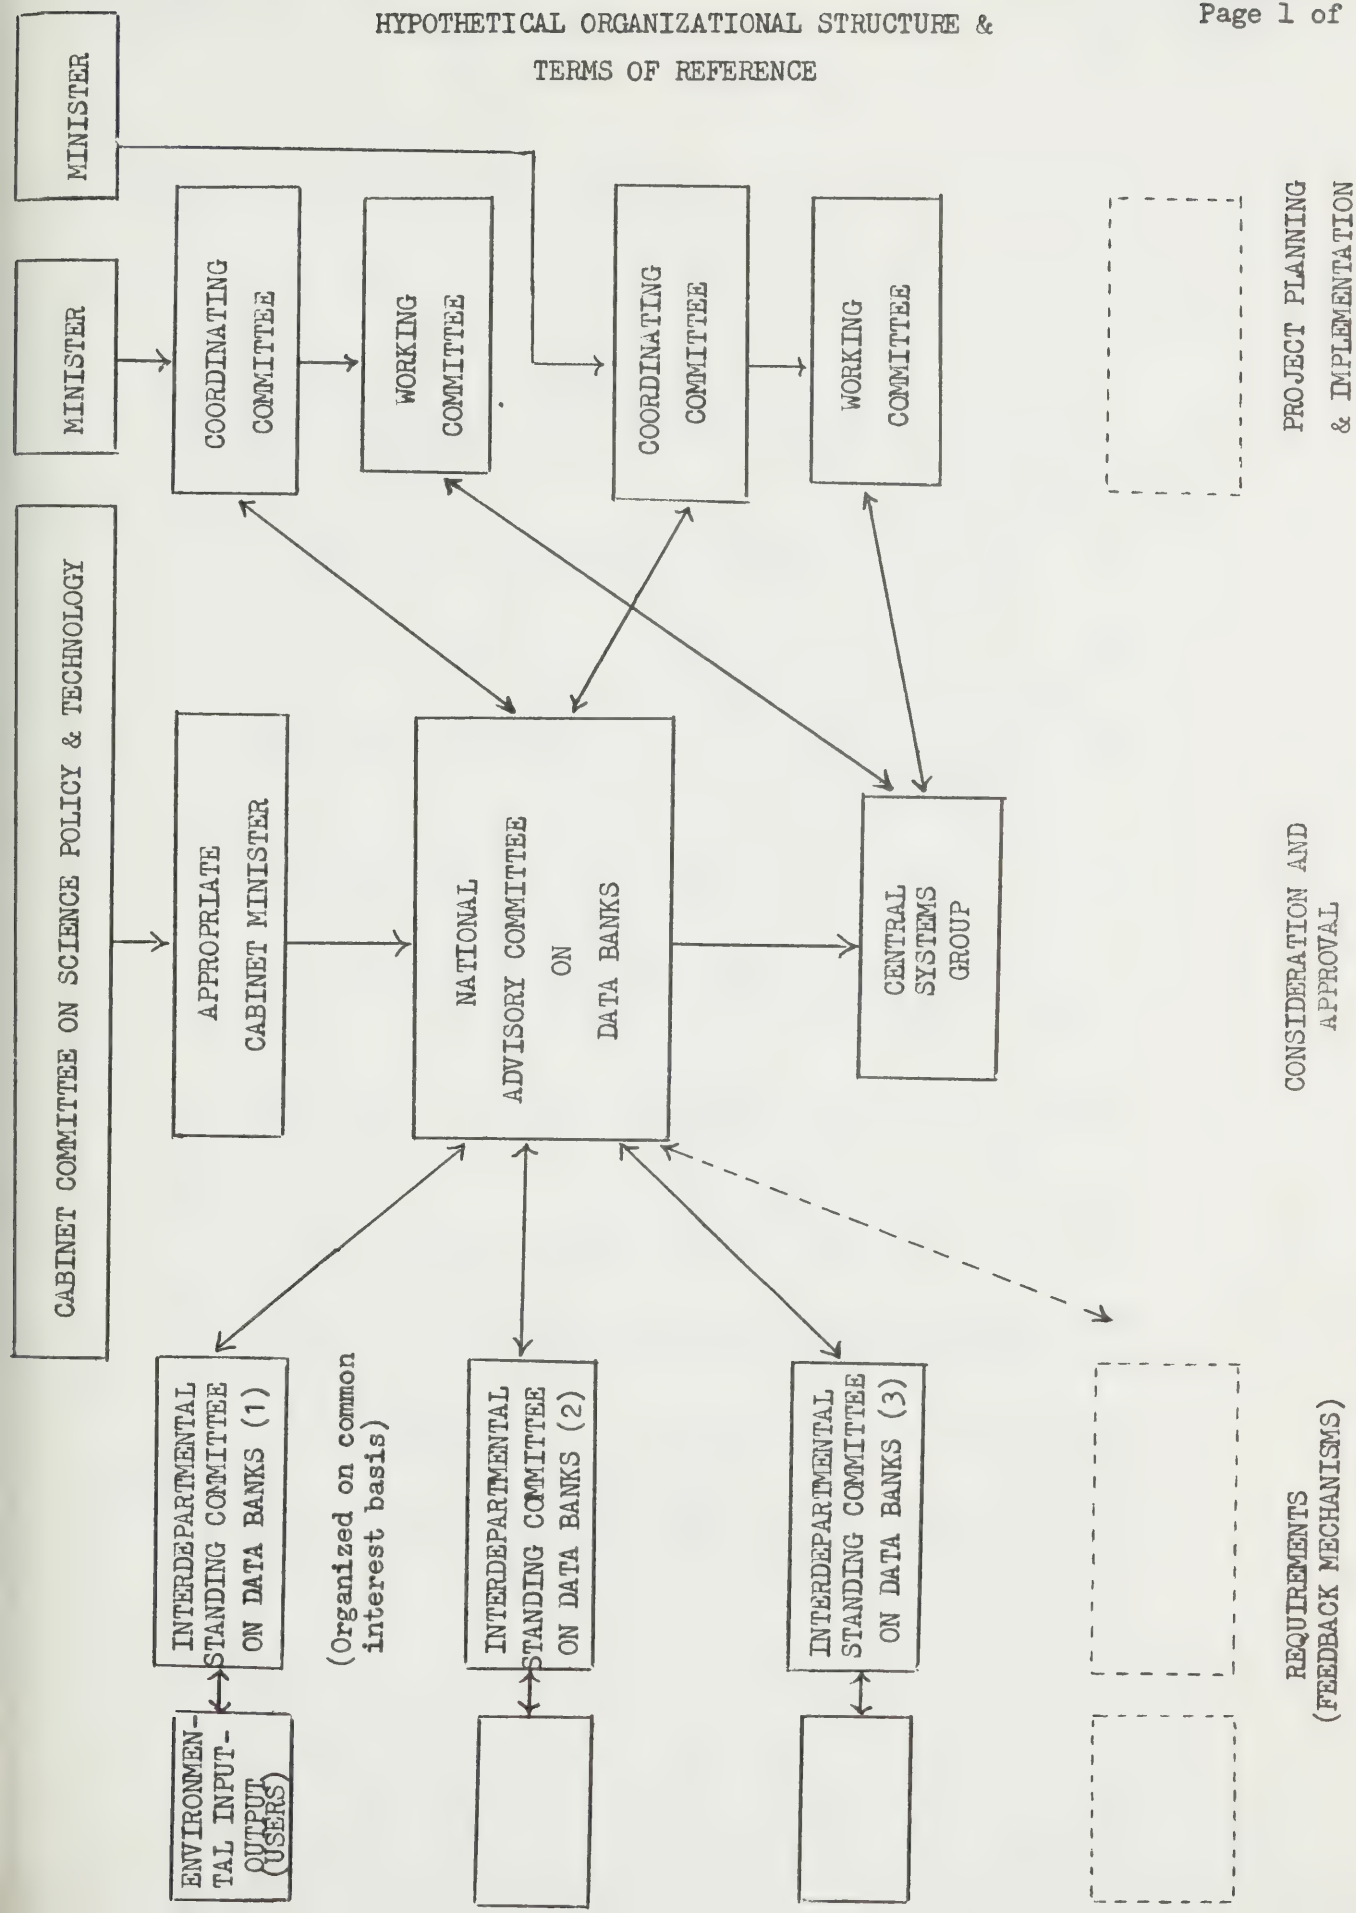 HYPOTHETICAL ORGANIZATIONAL STRUCTURE &
TERMS OF REFERENCE
Page 1 of
CABINET COMMITTEE ON SCIENCE POLICY & TECHNOLOGY
MINISTER
MINISTER
ENVIRONMEN-
TAL INPUT-
OUTPUT
(USERS)
INTERDEPARTMENTAL
STANDING COMMITTEE
ON DATA BANKS (1)
(Organized on common
interest basis)
INTERDEPARTMENTAL
STANDING COMMITTEE
ON DATA BANKS (2)
INTERDEPARTMENTAL
STANDING COMMITTEE
ON DATA BANKS (3)
APPROPRIATE
CABINET MINISTER
NATIONAL
ADVISORY COMMITTEE
ON
DATA BANKS
CENTRAL
SYSTEMS
GROUP
COORDINATING
COMMITTEE
WORKING
COMMITTEE
COORDINATING
COMMITTEE
WORKING
COMMITTEE
REQUIREMENTS
(FEEDBACK MECHANISMS)
CONSIDERATION AND
APPROVAL
PROJECT PLANNING
& IMPLEMENTATION